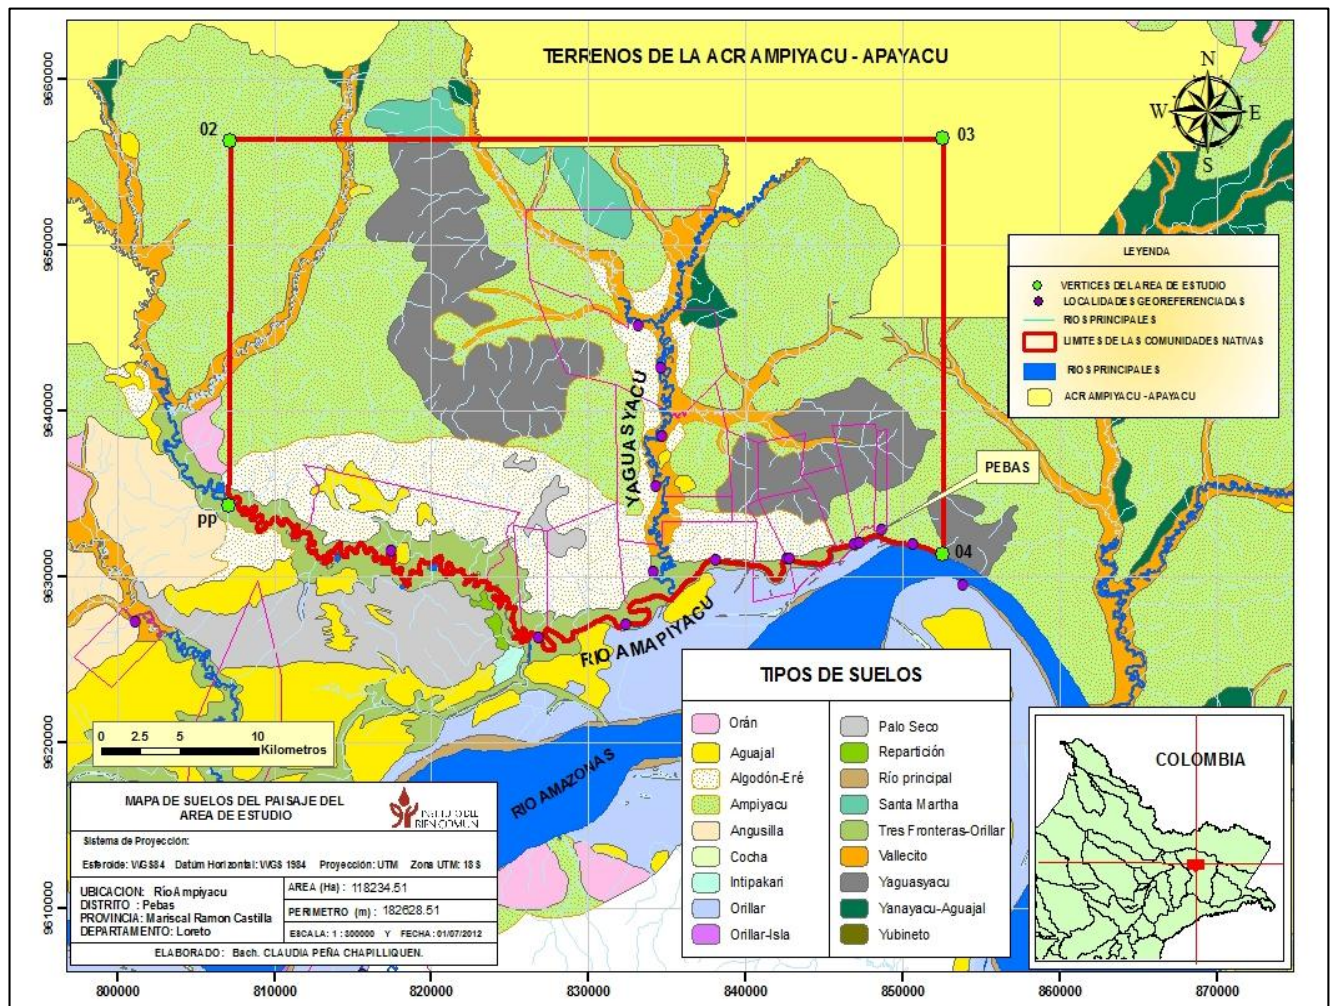 TERRENOS DE LA ACR AMPIYACU - APAYACU
N
W E
S
02
03
9660000
9650000
9640000
9630000
9620000
9610000
LEYENDA
VERTICES DEL AREA DE ESTUDIO
LOCALIDADES GEOREFERENCIADAS
RIOS PRINCIPALES
LIMITES DE LAS COMUNIDADES NATIVAS
RIOS PRINCIPALES
ACR AMPIYACU - APAYACU
YAGUASYACU
PEBAS
pp
04
RIO AMAPIYACU
RIO AMAZONAS
0 2.5 5 10
Kilometros
TIPOS DE SUELOS
Orán
Aguajal
Algodón-Eré
Ampiyacu
Angusilla
Cocha
Intipakari
Orillar
Orillar-Isla
Palo Seco
Repartición
Río principal
Santa Martha
Tres Fronteras-Orillar
Vallecito
Yaguasyacu
Yanayacu-Aguajal
Yubineto
COLOMBIA
MAPA DE SUELOS DEL PAISAJE DEL
AREA DE ESTUDIO
INSTITUTO DEL
BIEN COMUN
Sistema de Proyección:
Esferoide: WGS84 Datúm Horizontal: WGS 1984 Proyección: UTM Zona UTM: 18 S
UBICACION: Río Ampiyacu
DISTRITO : Pebas
PROVINCIA: Mariscal Ramon Castilla
DEPARTAMENTO: Loreto
AREA (Ha) : 118234.51
PERIMETRO (m) : 182628.51
ESCALA: 1 : 300000 Y FECHA: 01/07/2012
ELABORADO : Bach. CLAUDIA PEÑA CHAPILLIQUEN.
800000 810000 820000 830000 840000 850000 870000